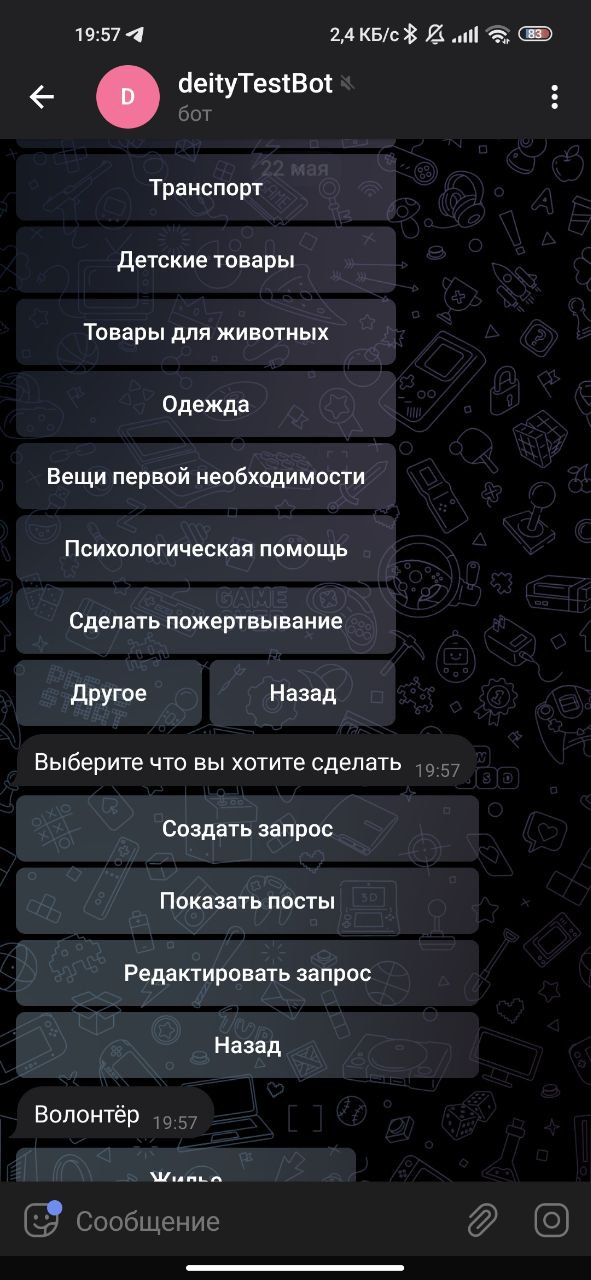 19:57
2,4 КБ/с
83
D
deityTestBot
бот
22 мая
Транспорт
Детские товары
Товары для животных
Одежда
Вещи первой необходимости
Психологическая помощь
Сделать пожертвывание
Другое
Назад
Выберите что вы хотите сделать 19:57
Создать запрос
Показать посты
Редактировать запрос
Назад
Волонтёр 19:57
Жилье
Сообщение